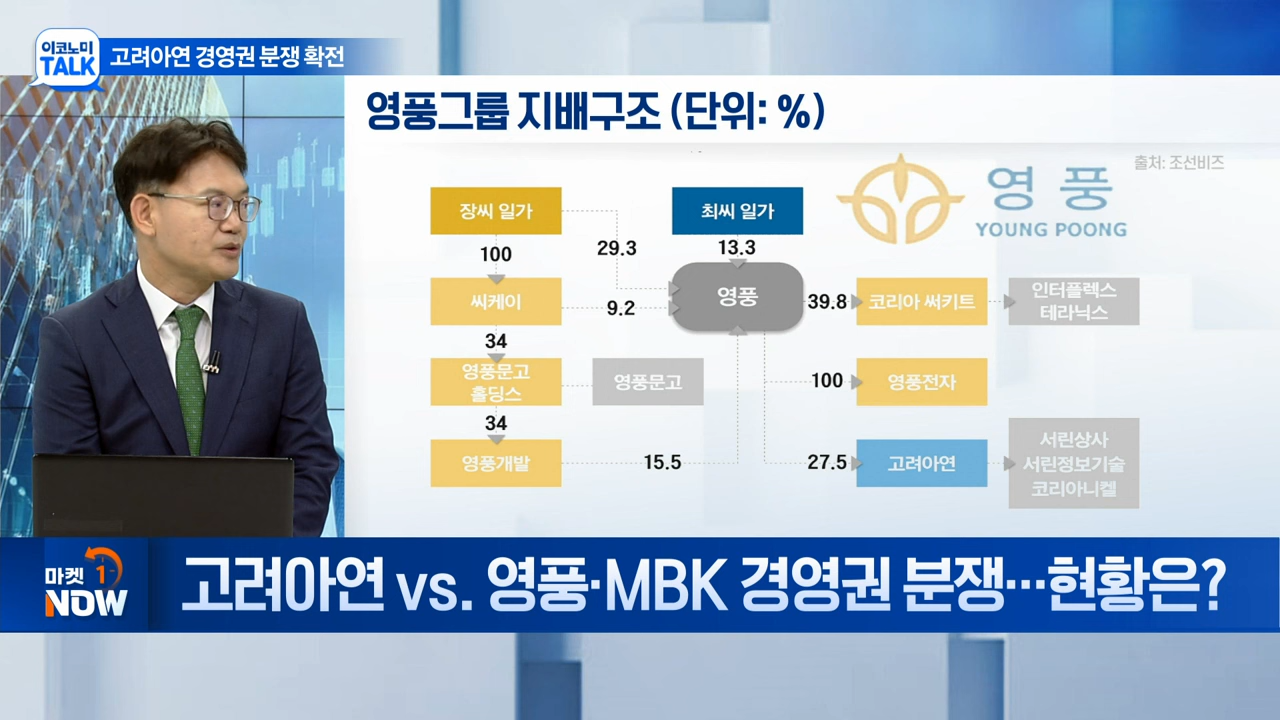 이코노미
TALK
고려아연 경영권 분쟁 확전
영풍그룹 지배구조 (단위: %)
출처: 조선비즈
영 풍
YOUNG POONG
장씨 일가
최씨 일가
100
29.3
13.3
씨케이
9.2
영풍
39.8
코리아 써키트
인터플렉스
테라닉스
34
영풍문고
홀딩스
영풍문고
100
영풍전자
34
영풍개발
15.5
27.5
고려아연
서린상사
서린정보기술
코리아니켈
마켓 1
NOW
고려아연 vs. 영풍·MBK 경영권 분쟁…현황은?